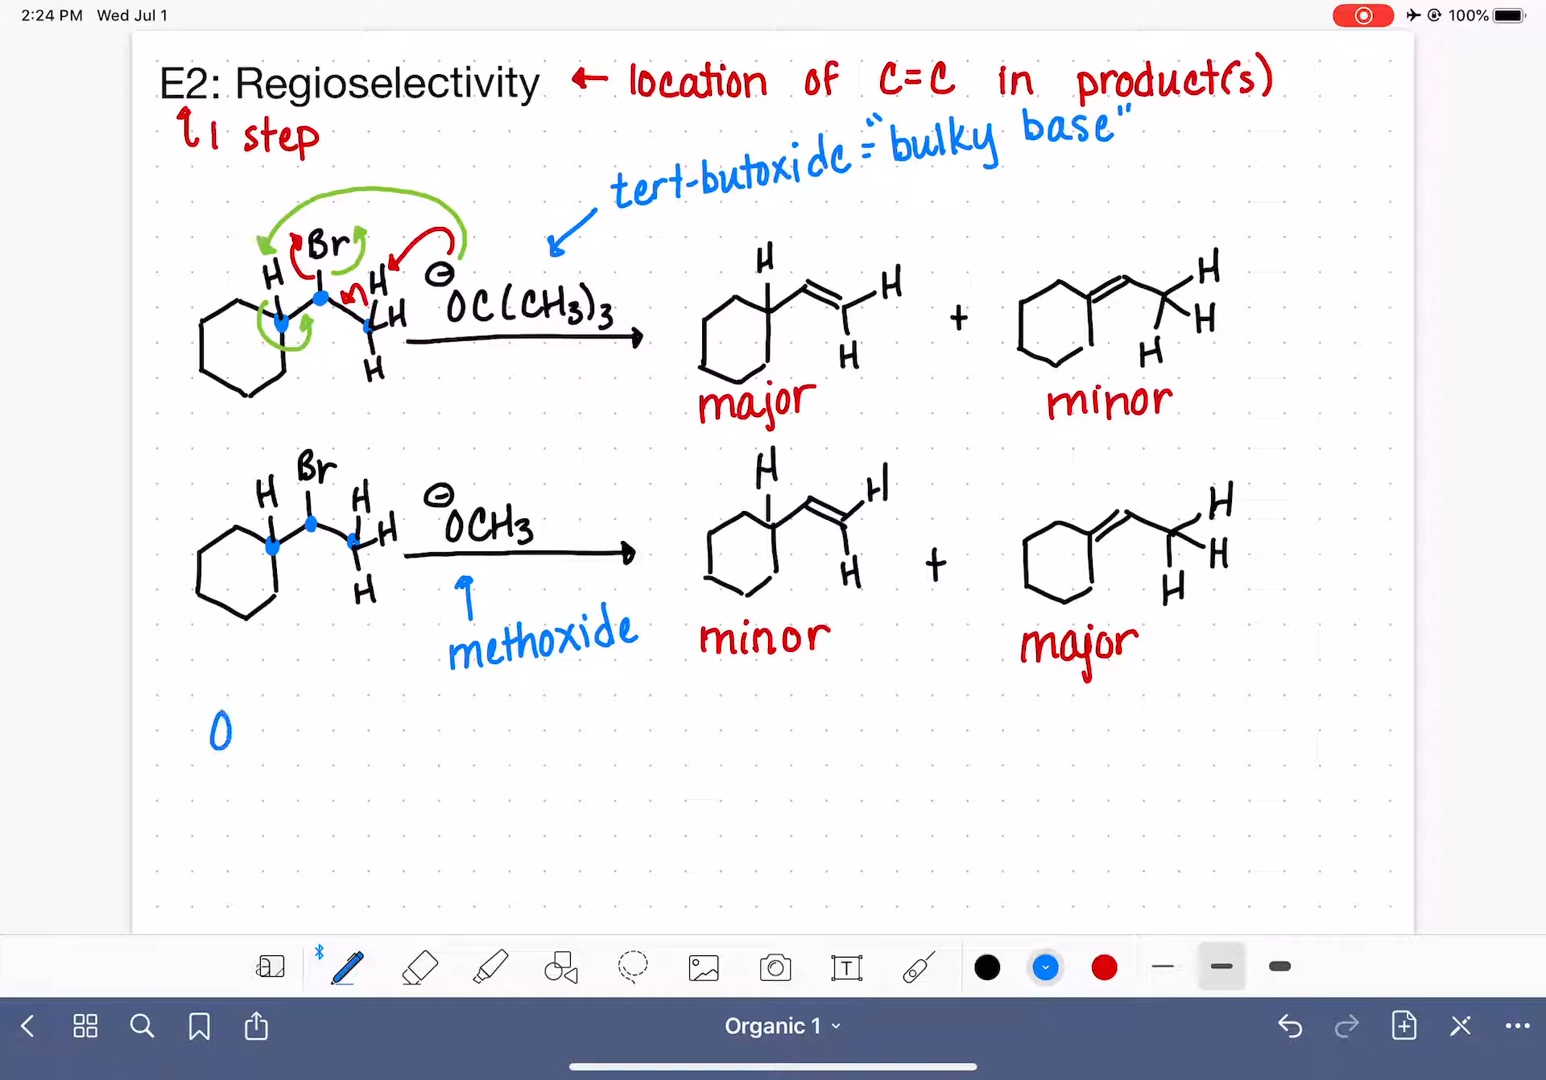 2:24 PM Wed Jul 1
100%
E2: Regioselectivity ← location of C=C in product(s)
1 step
tert-butoxide = "bulky base"
Br
H
H
H
H
⊖
OC(CH3)3
H
H
H
+
H
H
H
major
minor
Br
H
H
H
H
⊖
OCH3
H
H
H
+
H
H
H
methoxide
minor
major
O
T
Organic 1